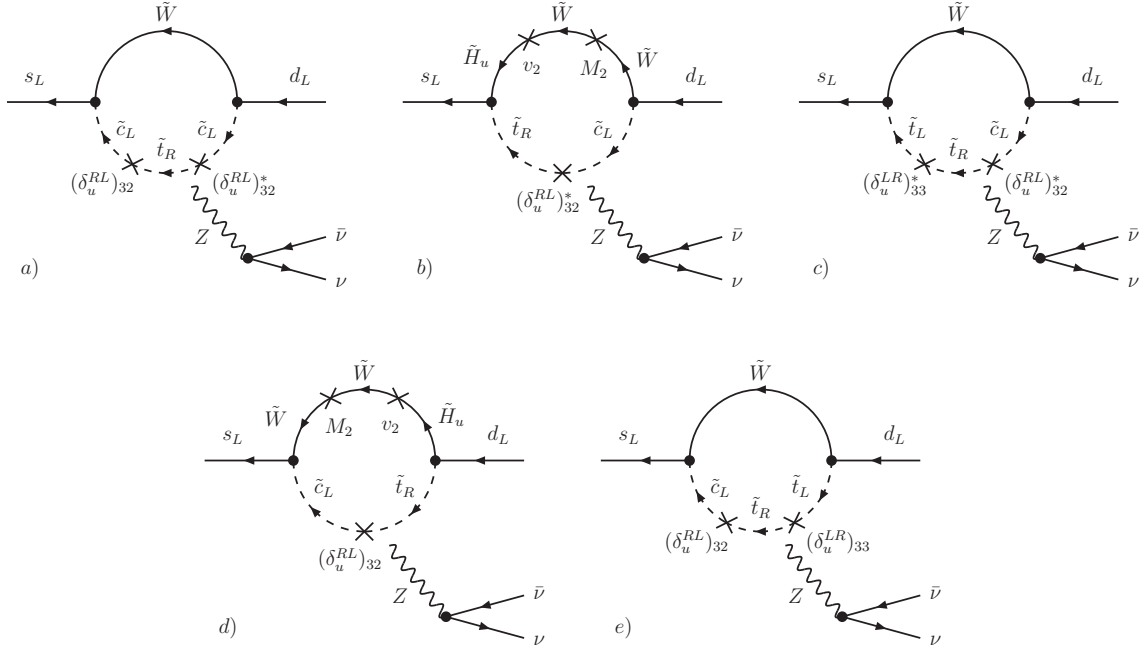 W̃
s_L
d_L
c̃_L
c̃_L
t̃_R
(δ_u^{RL})_{32}
(δ_u^{RL})^*_{32}
Z
ν̄
ν
a)
W̃
H̃_u
v_2
M_2
W̃
s_L
d_L
t̃_R
c̃_L
(δ_u^{RL})^*_{32}
Z
ν̄
ν
b)
W̃
s_L
d_L
t̃_L
c̃_L
t̃_R
(δ_u^{LR})^*_{33}
(δ_u^{RL})^*_{32}
Z
ν̄
ν
c)
W̃
W̃
M_2
v_2
H̃_u
s_L
d_L
c̃_L
t̃_R
(δ_u^{RL})_{32}
Z
ν̄
ν
d)
W̃
s_L
d_L
c̃_L
t̃_L
t̃_R
(δ_u^{RL})_{32}
(δ_u^{LR})_{33}
Z
ν̄
ν
e)